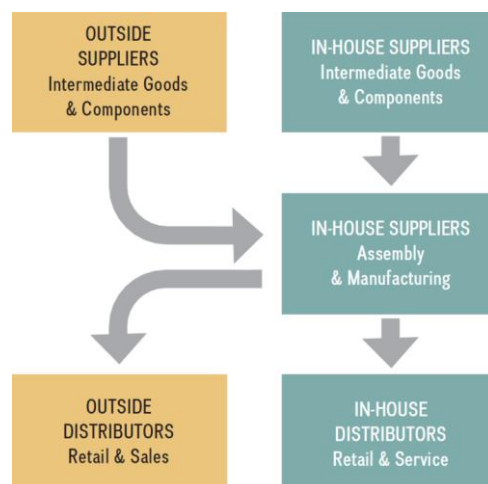 OUTSIDE
SUPPLIERS
Intermediate Goods
& Components
IN-HOUSE SUPPLIERS
Intermediate Goods
& Components
IN-HOUSE SUPPLIERS
Assembly
& Manufacturing
OUTSIDE
DISTRIBUTORS
Retail & Sales
IN-HOUSE
DISTRIBUTORS
Retail & Service